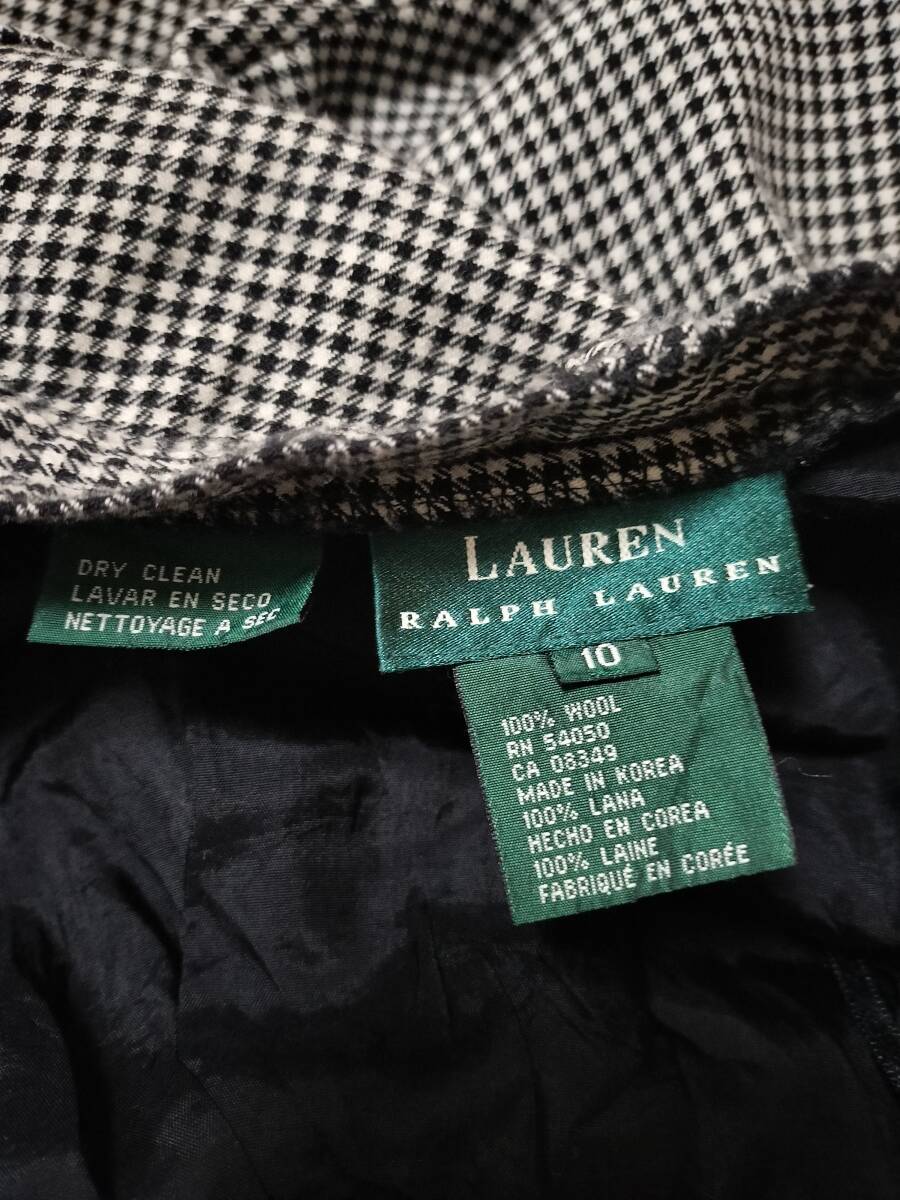 DRY CLEAN
LAVAR EN SECO
NETTOYAGE A SEC
LAUREN
RALPH LAUREN
10
100% WOOL
RN 54050
CA 08349
MADE IN KOREA
100% LANA
HECHO EN COREA
100% LAINE
FABRIQUÉ EN CORÉE